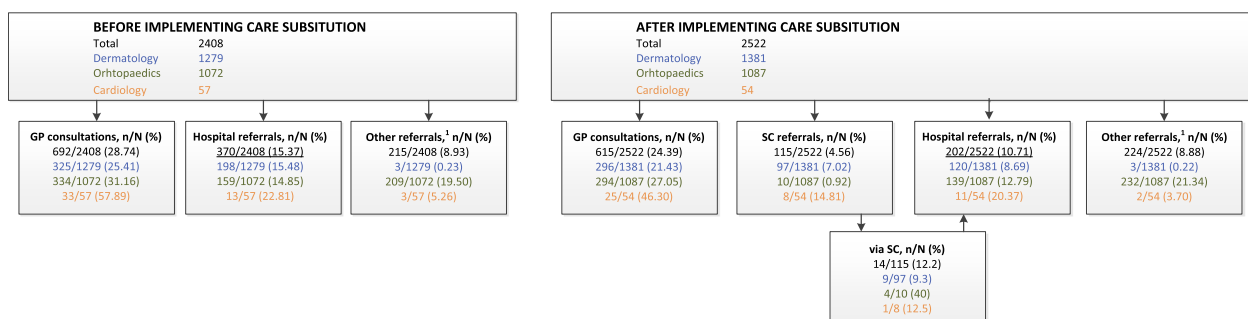 BEFORE IMPLEMENTING CARE SUBSITUTION
Total 2408
Dermatology 1279
Orhtopaedics 1072
Cardiology 57
GP consultations, n/N (%)
692/2408 (28.74)
325/1279 (25.41)
334/1072 (31.16)
33/57 (57.89)
Hospital referrals, n/N (%)
370/2408 (15.37)
198/1279 (15.48)
159/1072 (14.85)
13/57 (22.81)
Other referrals,¹ n/N (%)
215/2408 (8.93)
3/1279 (0.23)
209/1072 (19.50)
3/57 (5.26)
AFTER IMPLEMENTING CARE SUBSITUTION
Total 2522
Dermatology 1381
Orhtopaedics 1087
Cardiology 54
GP consultations, n/N (%)
615/2522 (24.39)
296/1381 (21.43)
294/1087 (27.05)
25/54 (46.30)
SC referrals, n/N (%)
115/2522 (4.56)
97/1381 (7.02)
10/1087 (0.92)
8/54 (14.81)
Hospital referrals, n/N (%)
202/2522 (10.71)
120/1381 (8.69)
139/1087 (12.79)
11/54 (20.37)
Other referrals,¹ n/N (%)
224/2522 (8.88)
3/1381 (0.22)
232/1087 (21.34)
2/54 (3.70)
via SC, n/N (%)
14/115 (12.2)
9/97 (9.3)
4/10 (40)
1/8 (12.5)